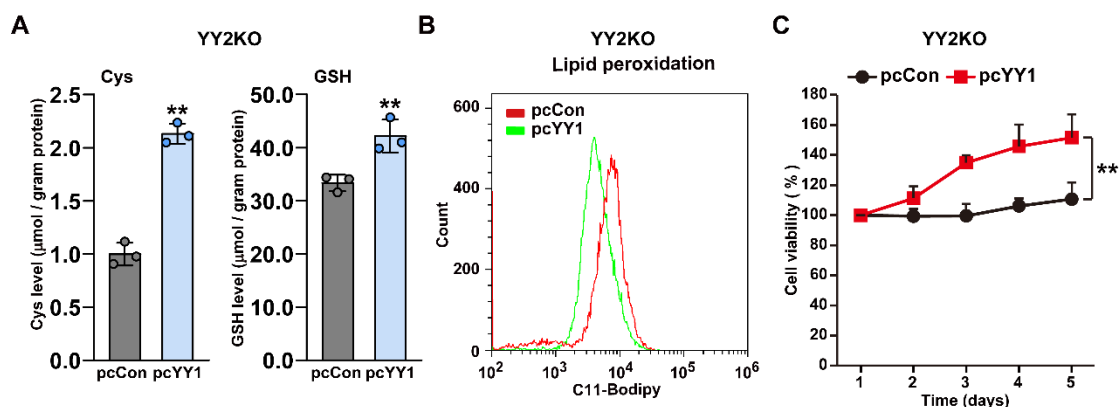 A
YY2KO
Cys
GSH
Cys level (μmol / gram protein)
2.5
2.0
1.5
1.0
0.5
0.0
**
pcCon pcYY1
GSH level (μmol / gram protein)
50.0
40.0
30.0
20.0
10.0
0.0
**
pcCon pcYY1
B
YY2KO
Lipid peroxidation
pcCon
pcYY1
Count
600
400
200
0
10² 10³ 10⁴ 10⁵ 10⁶
C11-Bodipy
C
YY2KO
pcCon pcYY1
Cell viability ( % )
180
160
140
120
100
80
60
40
20
0
**
1 2 3 4 5
Time (days)